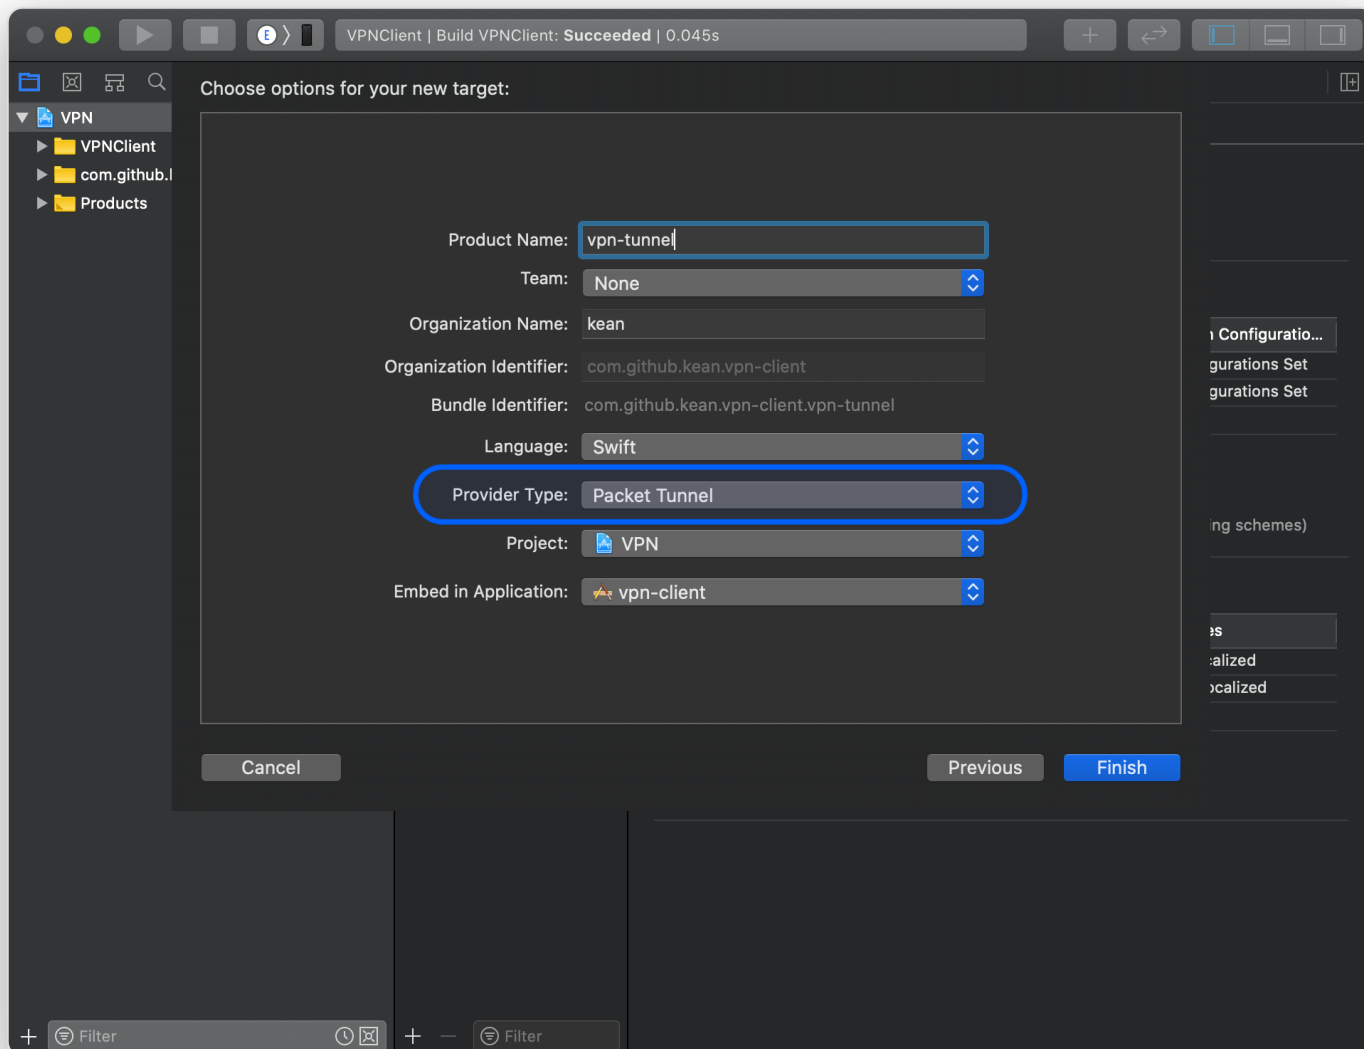 E
VPNClient | Build VPNClient: Succeeded | 0.045s
VPN
VPNClient
com.github.
Products
Choose options for your new target:
Product Name: vpn-tunnel
Team: None
Organization Name: kean
Organization Identifier: com.github.kean.vpn-client
Bundle Identifier: com.github.kean.vpn-client.vpn-tunnel
Language: Swift
Provider Type: Packet Tunnel
Project: VPN
Embed in Application: vpn-client
Cancel
Previous
Finish
Configuratio...
gurations Set
gurations Set
ing schemes)
es
calized
ocalized
Filter
Filter